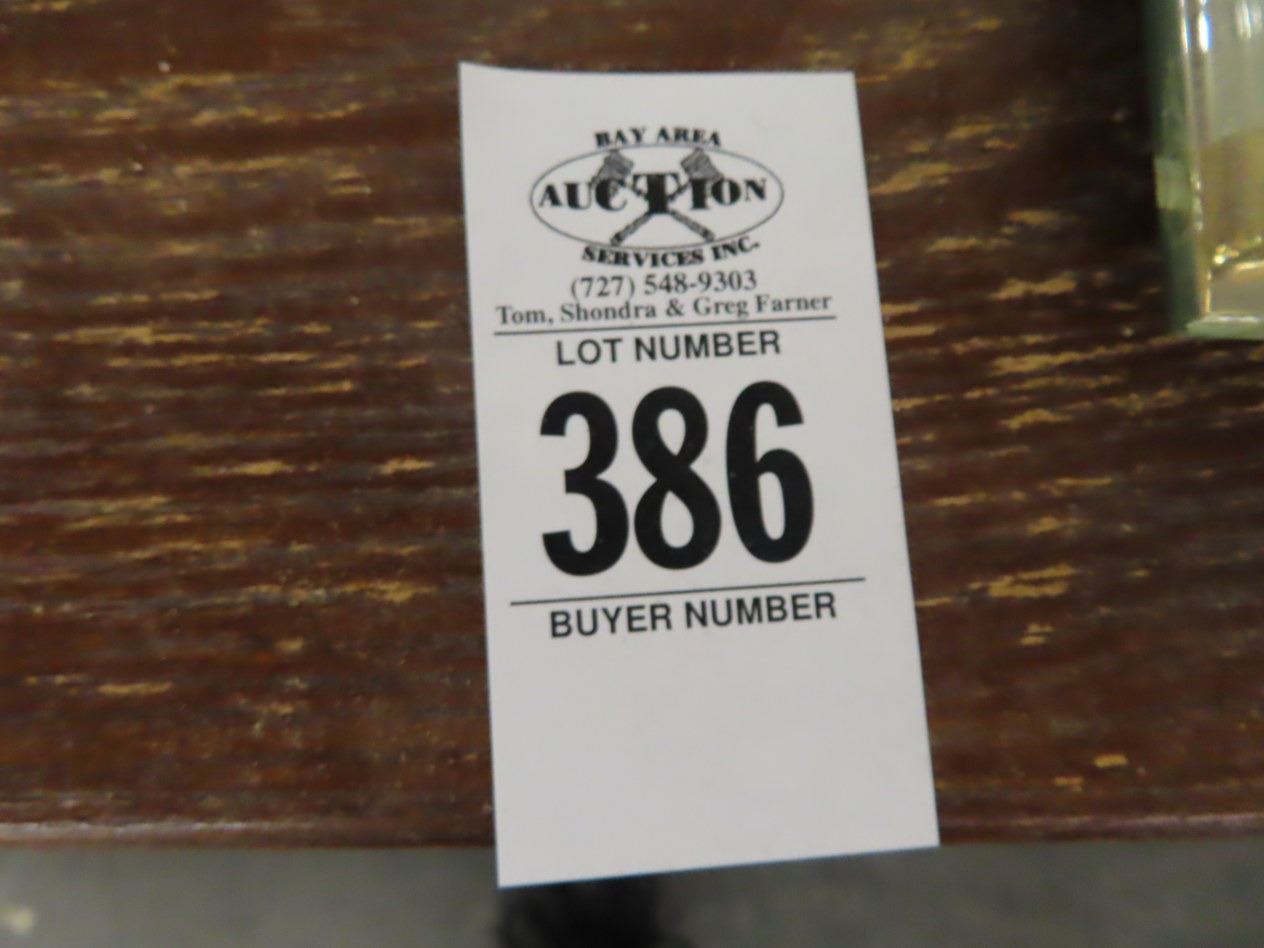 BAY AREA
AUCTION
SERVICES INC.
(727) 548-9303
Tom, Shondra & Greg Farner
LOT NUMBER
386
BUYER NUMBER